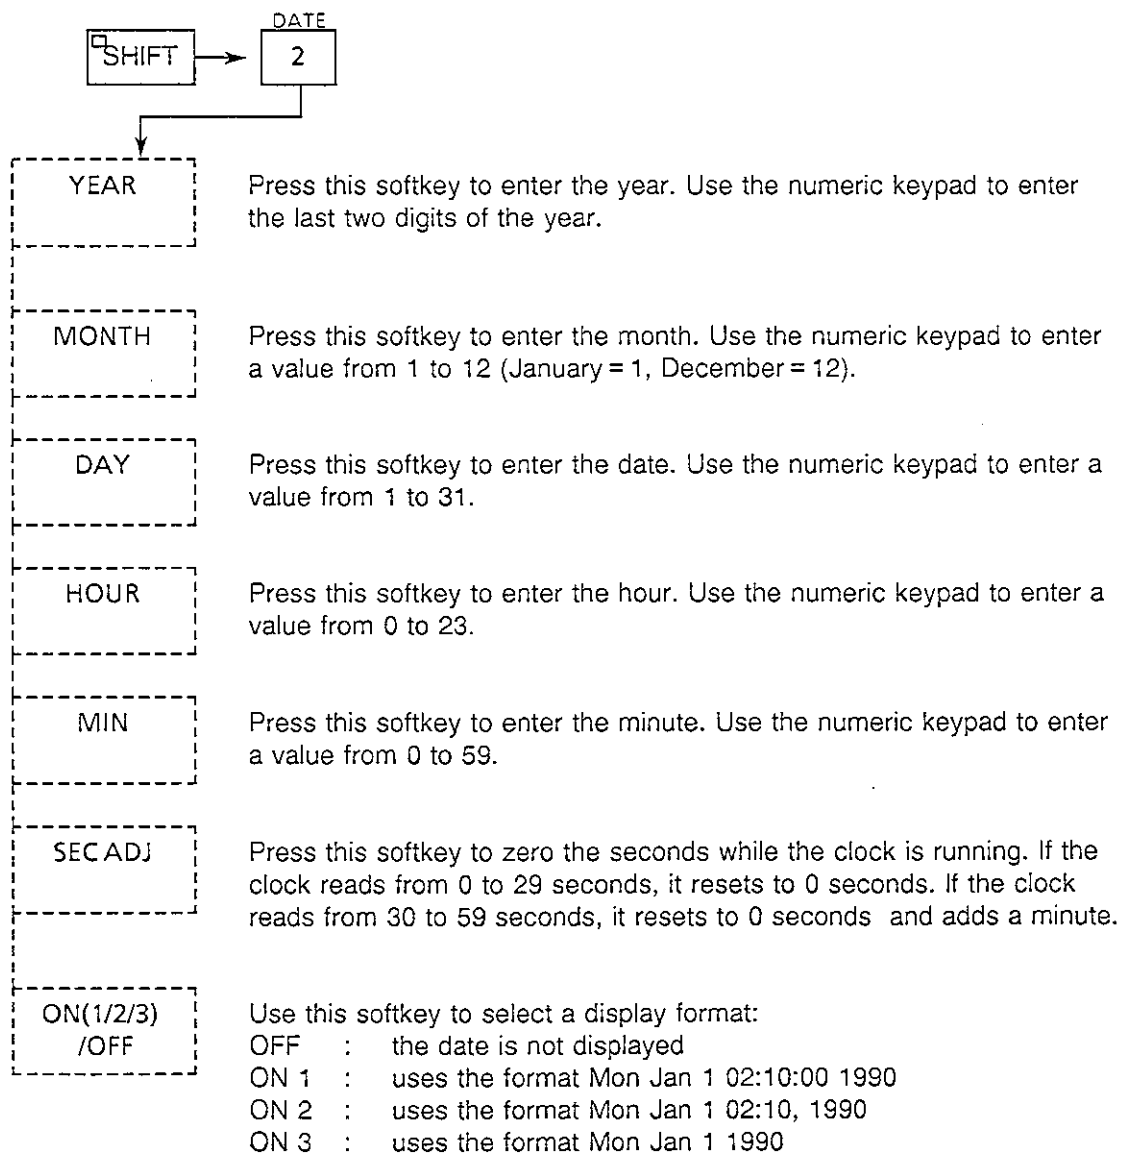 DATE
SHIFT
2
YEAR
Press this softkey to enter the year. Use the numeric keypad to enter
the last two digits of the year.
MONTH
Press this softkey to enter the month. Use the numeric keypad to enter
a value from 1 to 12 (January = 1, December = 12).
DAY
Press this softkey to enter the date. Use the numeric keypad to enter a
value from 1 to 31.
HOUR
Press this softkey to enter the hour. Use the numeric keypad to enter a
value from 0 to 23.
MIN
Press this softkey to enter the minute. Use the numeric keypad to enter
a value from 0 to 59.
SEC ADJ
Press this softkey to zero the seconds while the clock is running. If the
clock reads from 0 to 29 seconds, it resets to 0 seconds. If the clock
reads from 30 to 59 seconds, it resets to 0 seconds and adds a minute.
ON(1/2/3)
/OFF
Use this softkey to select a display format:
OFF : the date is not displayed
ON 1 : uses the format Mon Jan 1 02:10:00 1990
ON 2 : uses the format Mon Jan 1 02:10, 1990
ON 3 : uses the format Mon Jan 1 1990